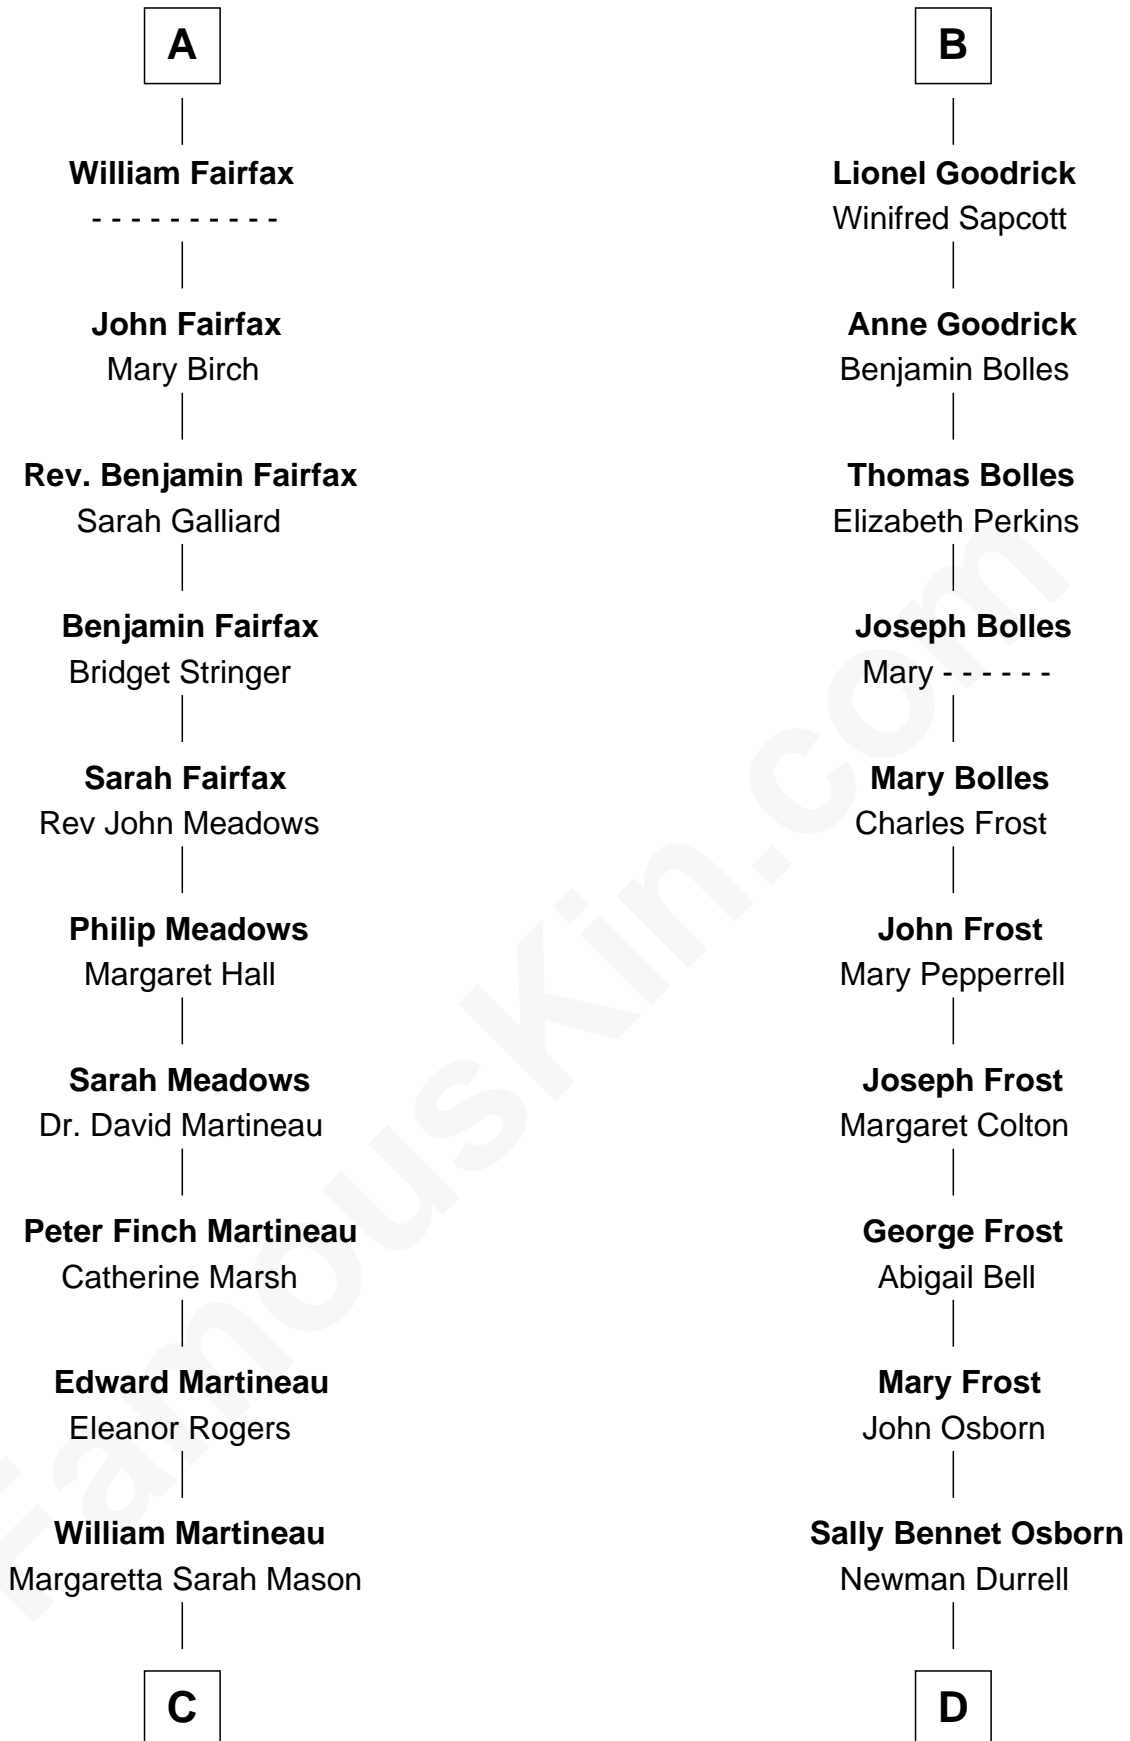 A
William Fairfax
- - - - - - - - - -
John Fairfax
Mary Birch
Rev. Benjamin Fairfax
Sarah Galliard
Benjamin Fairfax
Bridget Stringer
Sarah Fairfax
Rev John Meadows
Philip Meadows
Margaret Hall
Sarah Meadows
Dr. David Martineau
Peter Finch Martineau
Catherine Marsh
Edward Martineau
Eleanor Rogers
William Martineau
Margaretta Sarah Mason
C
B
Lionel Goodrick
Winifred Sapcott
Anne Goodrick
Benjamin Bolles
Thomas Bolles
Elizabeth Perkins
Joseph Bolles
Mary - - - - - -
Mary Bolles
Charles Frost
John Frost
Mary Pepperrell
Joseph Frost
Margaret Colton
George Frost
Abigail Bell
Mary Frost
John Osborn
Sally Bennet Osborn
Newman Durrell
D
FamousKin.com